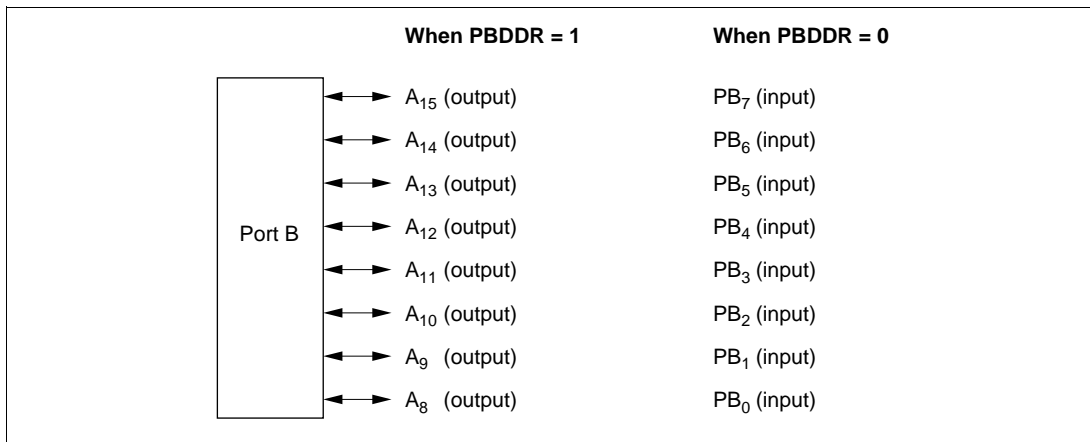 When PBDDR = 1 When PBDDR = 0
A15 (output) PB7 (input)
A14 (output) PB6 (input)
A13 (output) PB5 (input)
Port B A12 (output) PB4 (input)
A11 (output) PB3 (input)
A10 (output) PB2 (input)
A9 (output) PB1 (input)
A8 (output) PB0 (input)